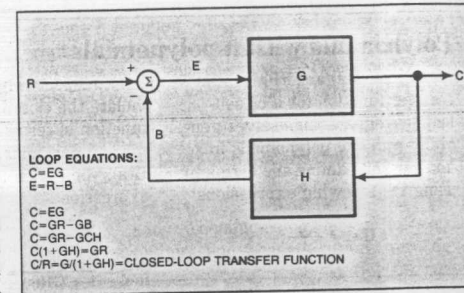 +
E
G
R
Σ
C
−
B
H
LOOP EQUATIONS:
C=EG
E=R−B
C=EG
C=GR−GB
C=GR−GCH
C(1+GH)=GR
C/R=G/(1+GH)=CLOSED-LOOP TRANSFER FUNCTION